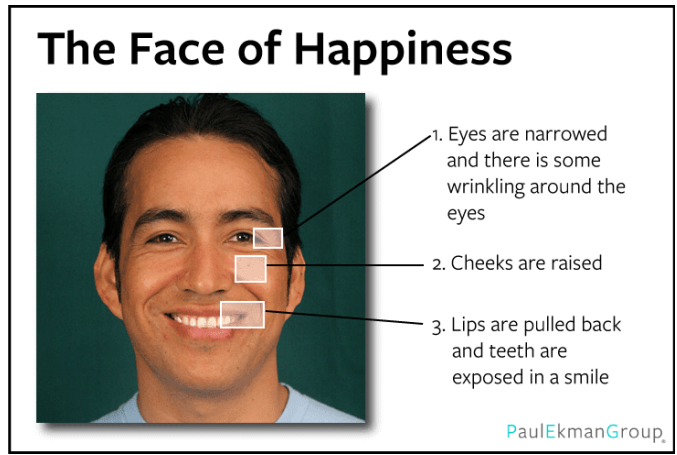 The Face of Happiness
1. Eyes are narrowed
and there is some
wrinkling around the
eyes
2. Cheeks are raised
3. Lips are pulled back
and teeth are
exposed in a smile
PaulEkmanGroup®